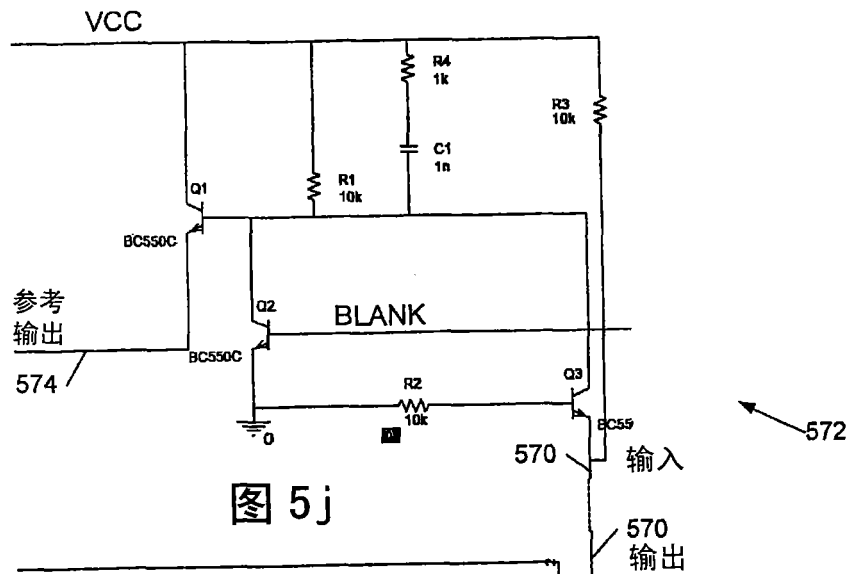 VCC
R4
1k
R3
10k
C1
1n
Q1
R1
10k
BC550C
参考
输出
Q2
BLANK
574
BC550C
R2
Q3
10k
BC55
0
572
570
输入
图 5j
570
输出